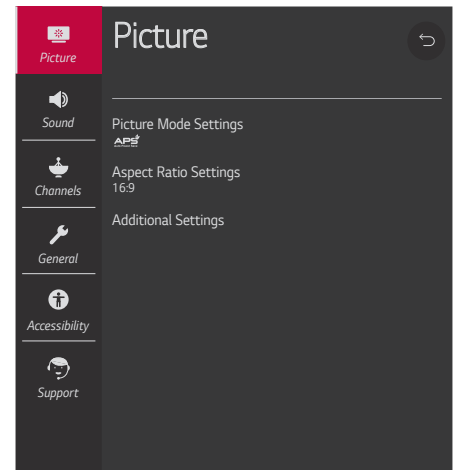 Picture
Sound
Channels
General
Accessibility
Support
Picture
Picture Mode Settings
APS
Aspect Ratio Settings
16:9
Additional Settings